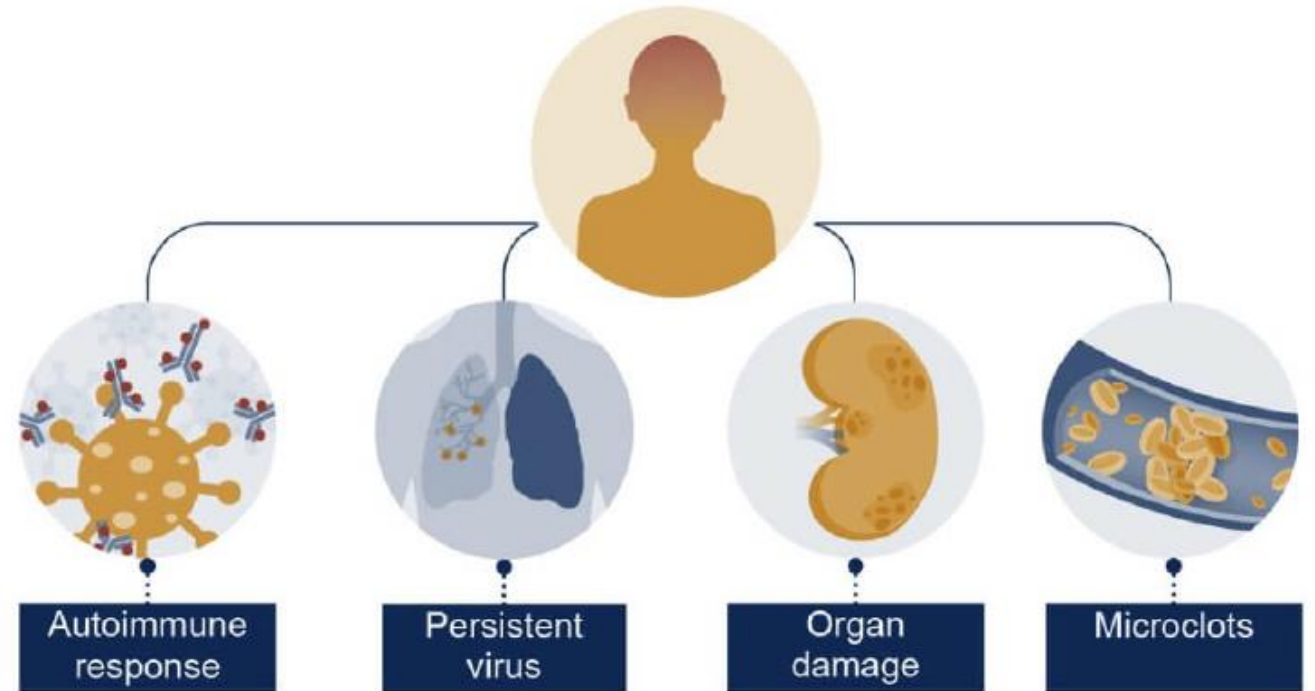 Autoimmune
response
Persistent
virus
Organ
damage
Microclots